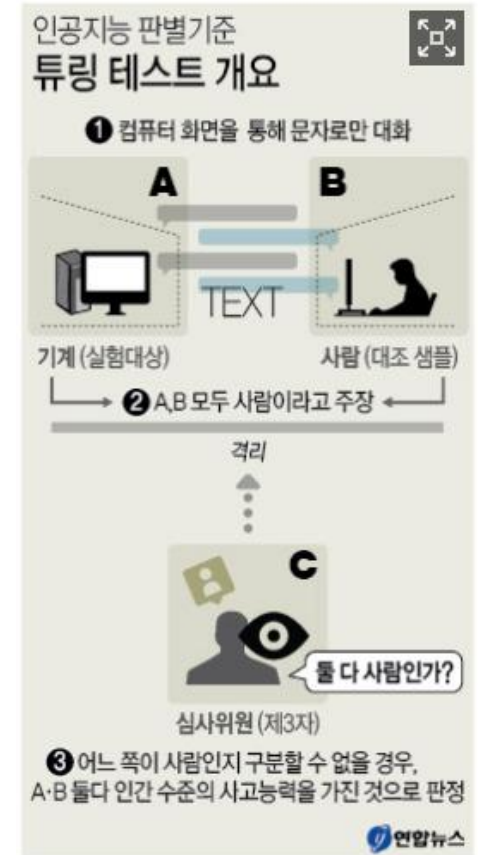 인공지능 판별기준
튜링 테스트 개요
❶ 컴퓨터 화면을 통해 문자로만 대화
A B
TEXT
기계 (실험대상) 사람 (대조 샘플)
❷ A,B 모두 사람이라고 주장
격리
C
둘 다 사람인가?
심사위원 (제3자)
❸ 어느 쪽이 사람인지 구분할 수 없을 경우,
A·B 둘다 인간 수준의 사고능력을 가진 것으로 판정
연합뉴스